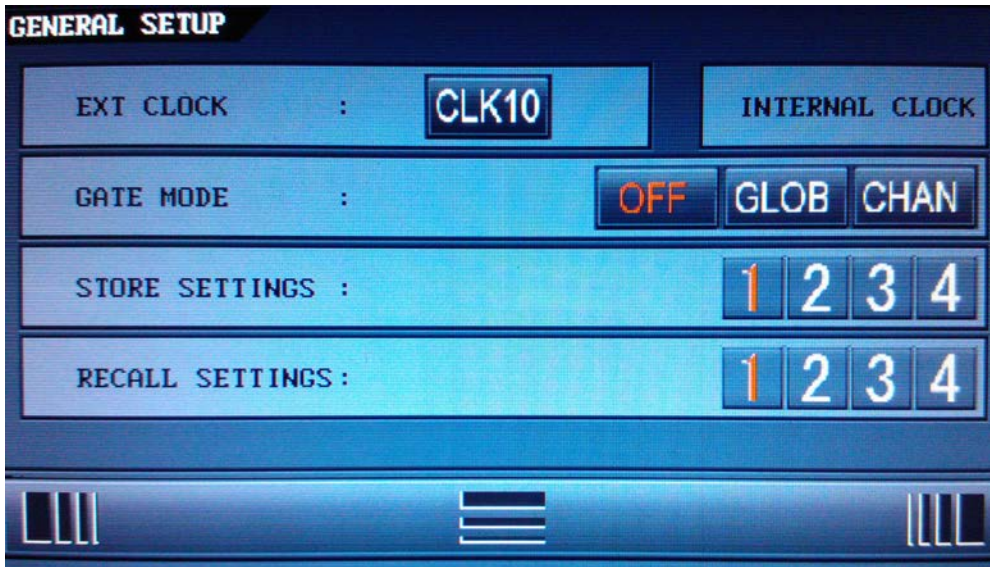 GENERAL SETUP
EXT CLOCK : CLK10 INTERNAL CLOCK
GATE MODE : OFF GLOB CHAN
STORE SETTINGS : 1 2 3 4
RECALL SETTINGS: 1 2 3 4